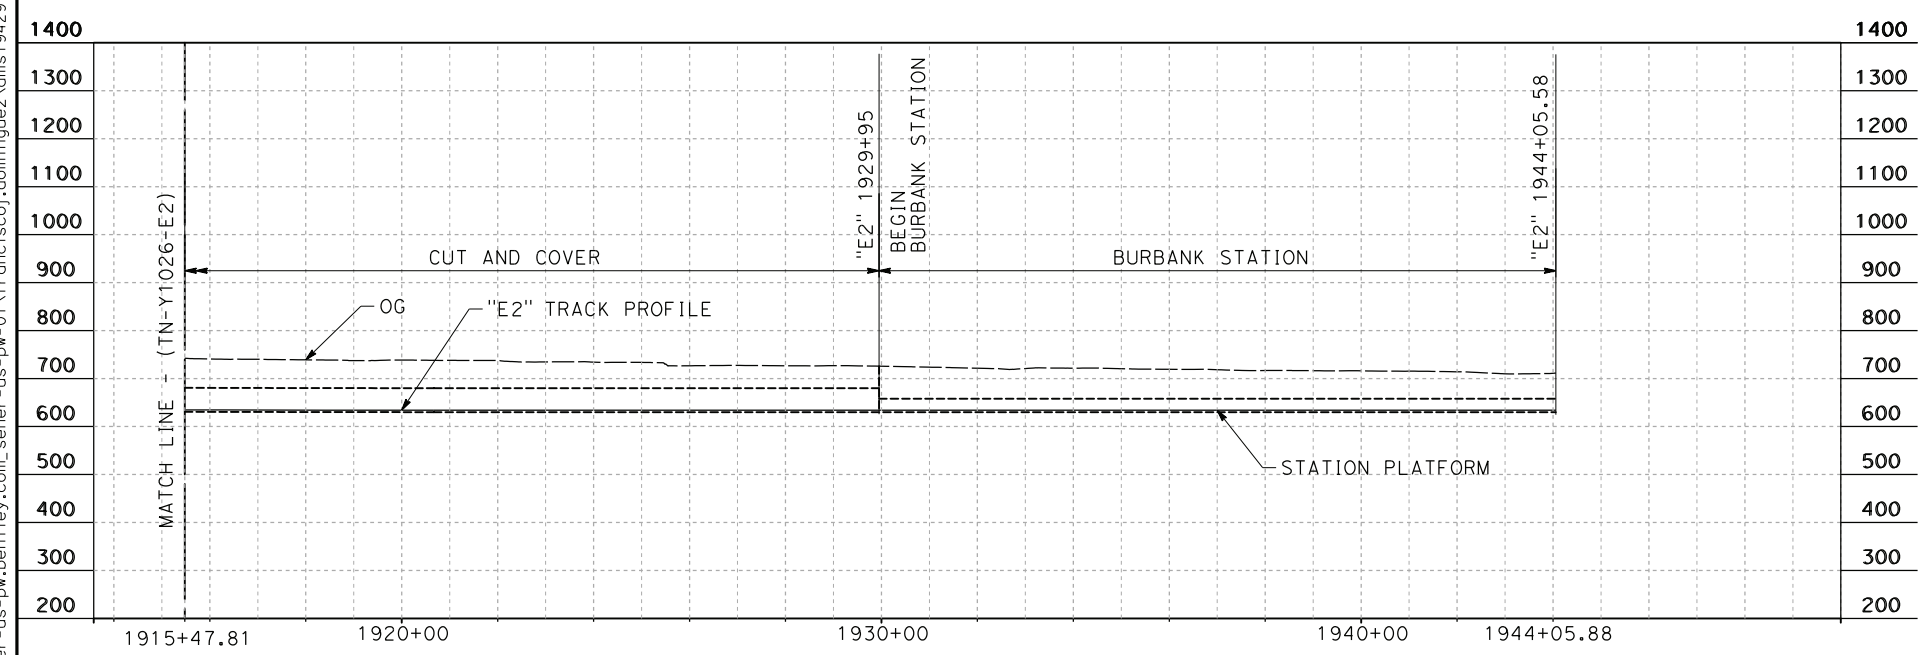 1400 1400
1300 1300
1200 1200
1100 1100
1000 1000
900 900
800 800
700 700
600 600
500 500
400 400
300 300
200 200
MATCH LINE - (TN-Y1026-E2)
CUT AND COVER
"E2" 1929+95
BEGIN
BURBANK STATION
BURBANK STATION
"E2" 1944+05.58
OG
"E2" TRACK PROFILE
STATION PLATFORM
1915+47.81 1920+00 1930+00 1940+00 1944+05.88